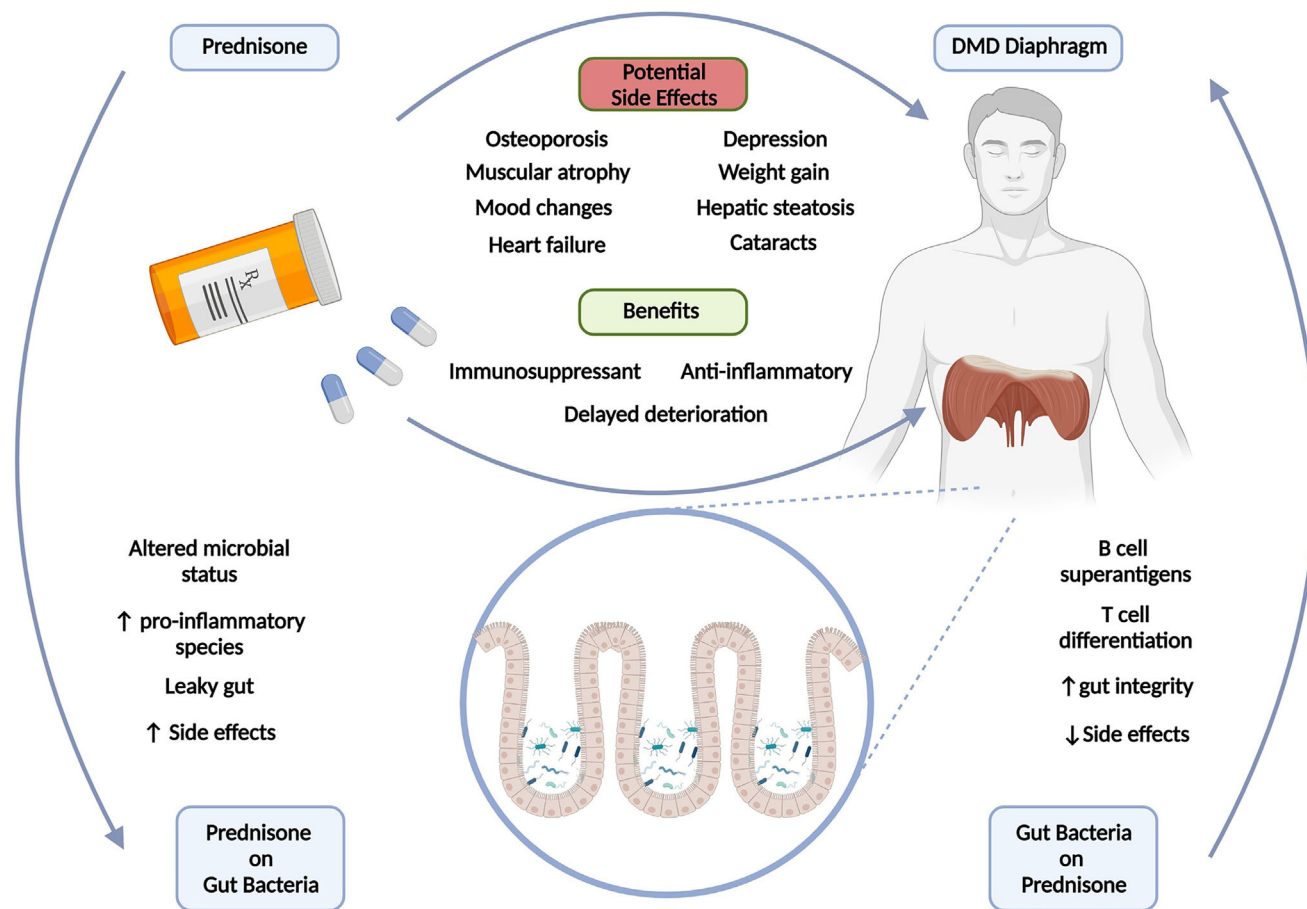 Prednisone
DMD Diaphragm
Potential
Side Effects
Osteoporosis
Depression
Muscular atrophy
Weight gain
Mood changes
Hepatic steatosis
Heart failure
Cataracts
Rx
Benefits
Immunosuppressant
Anti-inflammatory
Delayed deterioration
Altered microbial
status
↑ pro-inflammatory
species
Leaky gut
↑ Side effects
B cell
superantigens
T cell
differentiation
↑ gut integrity
↓ Side effects
Prednisone
on
Gut Bacteria
Gut Bacteria
on
Prednisone